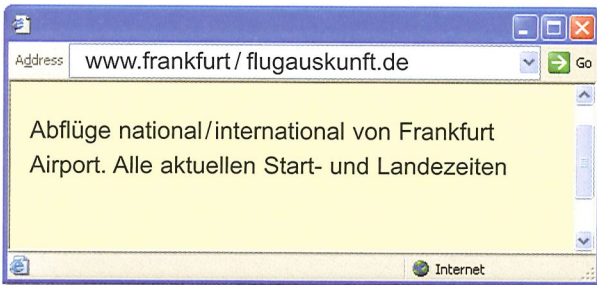 Address www.frankfurt/flugauskunft.de Go
Abflüge national/international von Frankfurt
Airport. Alle aktuellen Start- und Landezeiten
Internet